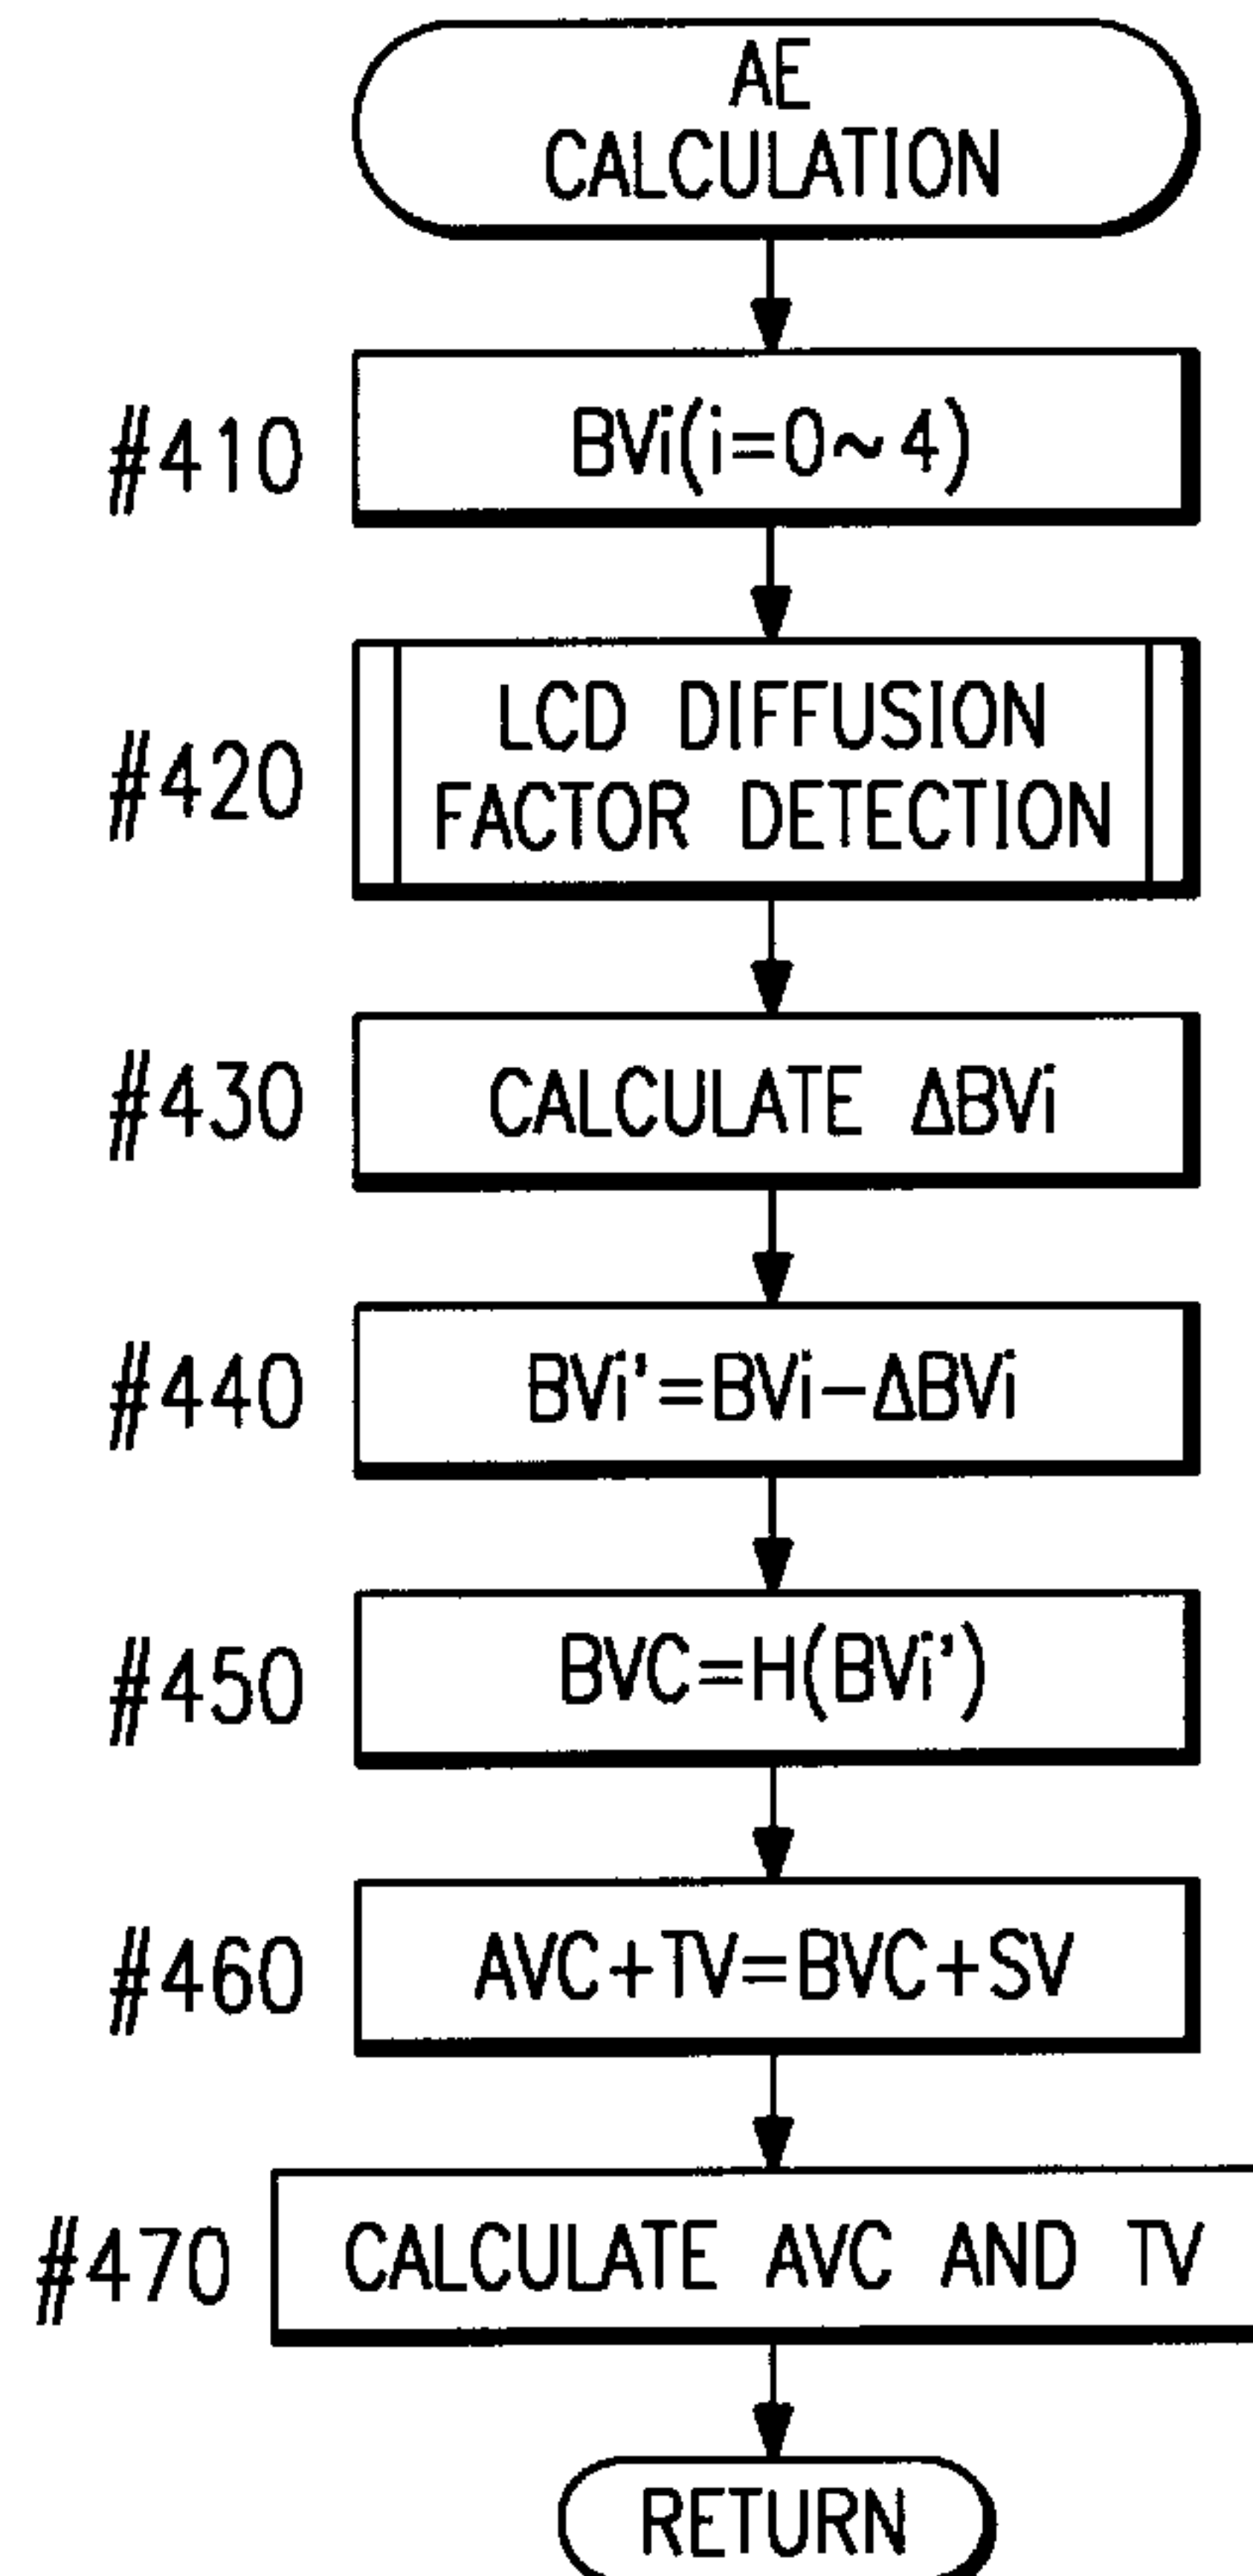 AE
CALCULATION
#410
BVi(i=0~4)
#420
LCD DIFFUSION
FACTOR DETECTION
#430
CALCULATE ΔBVi
#440
BVi'=BVi-ΔBVi
#450
BVC=H(BVi')
#460
AVC+TV=BVC+SV
#470
CALCULATE AVC AND TV
RETURN